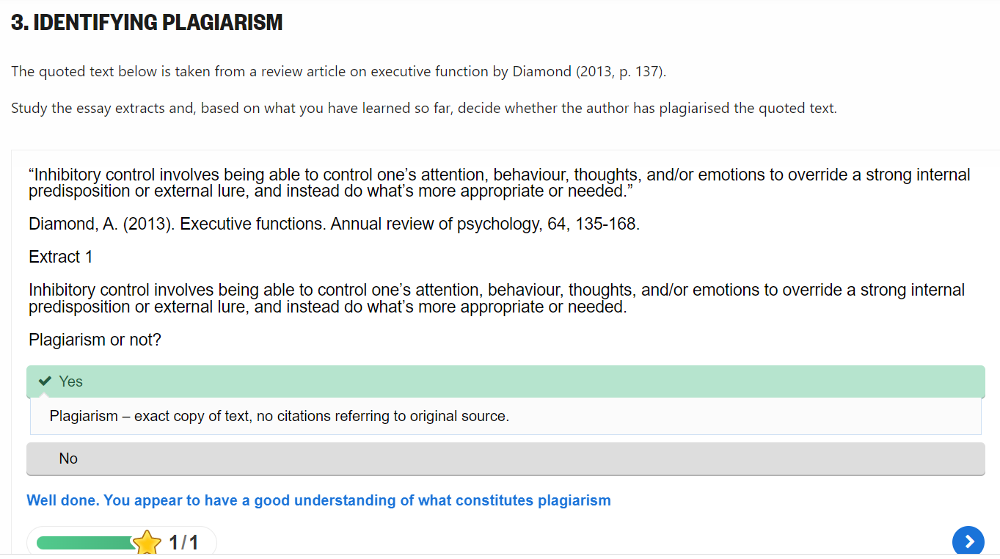 3. IDENTIFYING PLAGIARISM
The quoted text below is taken from a review article on executive function by Diamond (2013, p. 137).
Study the essay extracts and, based on what you have learned so far, decide whether the author has plagiarised the quoted text.
“Inhibitory control involves being able to control one’s attention, behaviour, thoughts, and/or emotions to override a strong internal
predisposition or external lure, and instead do what’s more appropriate or needed.”
Diamond, A. (2013). Executive functions. Annual review of psychology, 64, 135-168.
Extract 1
Inhibitory control involves being able to control one’s attention, behaviour, thoughts, and/or emotions to override a strong internal
predisposition or external lure, and instead do what’s more appropriate or needed.
Plagiarism or not?
Yes
Plagiarism – exact copy of text, no citations referring to original source.
No
Well done. You appear to have a good understanding of what constitutes plagiarism
1/1